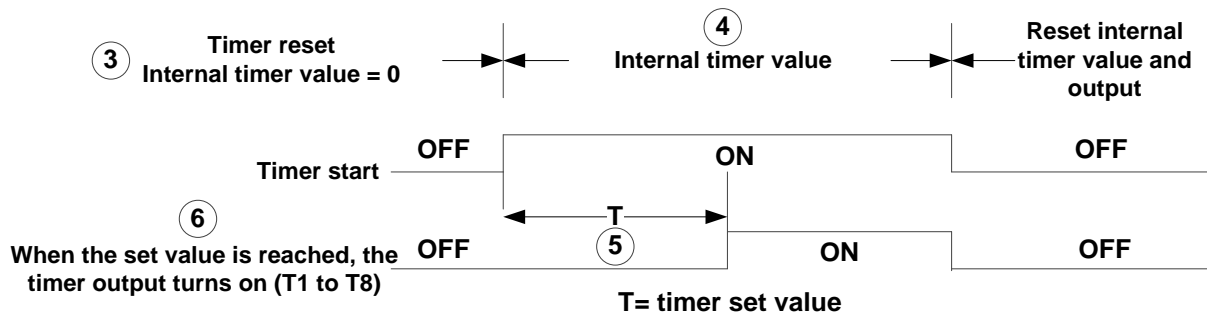 ③ Timer reset
Internal timer value = 0
④
Internal timer value
Reset internal
timer value and
output
Timer start
OFF
ON
OFF
⑥
When the set value is reached, the
timer output turns on (T1 to T8)
OFF
T
⑤
ON
OFF
T= timer set value